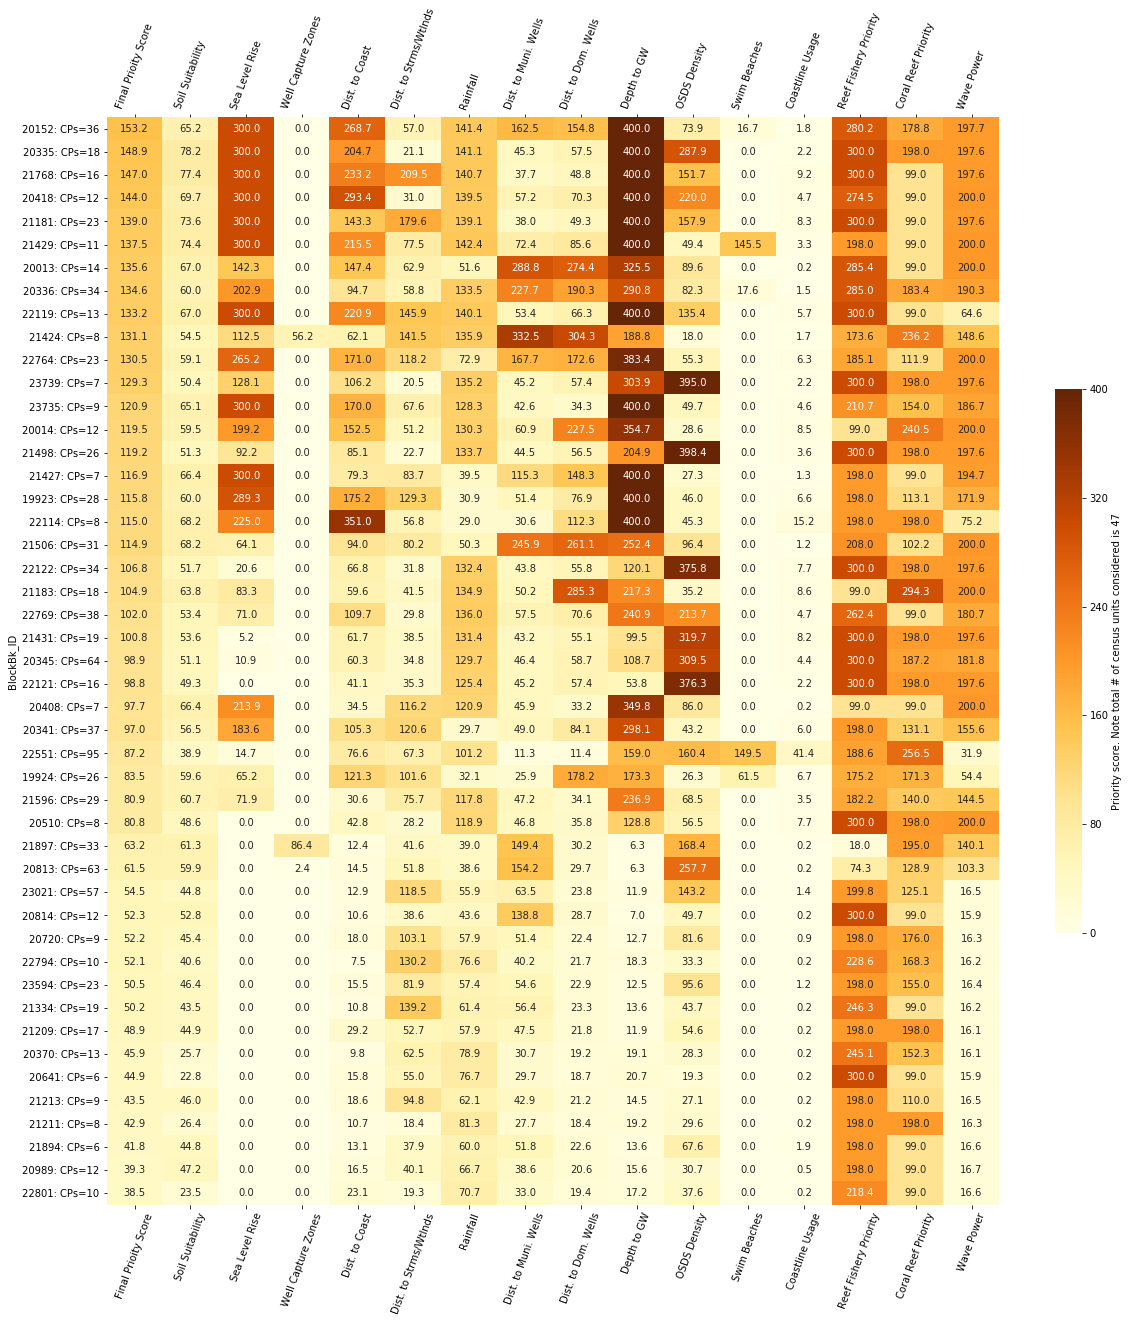 Final Prioity Score Soil Suitability Sea Level Rise Well Capture Zones Dist. to Coast Dist. to Strms/Wtlnds Rainfall Dist. to Muni. Wells Dist. to Dom. Wells Depth to GW OSDS Density Swim Beaches Coastline Usage Reef Fishery Priority Coral Reef Priority Wave Power
20152: CPs=36 153.2 65.2 300.0 0.0 268.7 57.0 141.4 162.5 154.8 400.0 73.9 16.7 1.8 280.2 178.8 197.7
20335: CPs=18 148.9 78.2 300.0 0.0 204.7 21.1 141.1 45.3 57.5 400.0 287.9 0.0 2.2 300.0 198.0 197.6
21768: CPs=16 147.0 77.4 300.0 0.0 233.2 209.5 140.7 37.7 48.8 400.0 151.7 0.0 9.2 300.0 99.0 197.6
20418: CPs=12 144.0 69.7 300.0 0.0 293.4 31.0 139.5 57.2 70.3 400.0 220.0 0.0 4.7 274.5 99.0 200.0
21181: CPs=23 139.0 73.6 300.0 0.0 143.3 179.6 139.1 38.0 49.3 400.0 157.9 0.0 8.3 300.0 99.0 197.6
21429: CPs=11 137.5 74.4 300.0 0.0 215.5 77.5 142.4 72.4 85.6 400.0 49.4 145.5 3.3 198.0 99.0 200.0
20013: CPs=14 135.6 67.0 142.3 0.0 147.4 62.9 51.6 288.8 274.4 325.5 89.6 0.0 0.2 285.4 99.0 200.0
20336: CPs=34 134.6 60.0 202.9 0.0 94.7 58.8 133.5 227.7 190.3 290.8 82.3 17.6 1.5 285.0 183.4 190.3
22119: CPs=13 133.2 67.0 300.0 0.0 220.9 145.9 140.1 53.4 66.3 400.0 135.4 0.0 5.7 300.0 99.0 64.6
21424: CPs=8 131.1 54.5 112.5 56.2 62.1 141.5 135.9 332.5 304.3 188.8 18.0 0.0 1.7 173.6 236.2 148.6
22764: CPs=23 130.5 59.1 265.2 0.0 171.0 118.2 72.9 167.7 172.6 383.4 55.3 0.0 6.3 185.1 111.9 200.0
23739: CPs=7 129.3 50.4 128.1 0.0 106.2 20.5 135.2 45.2 57.4 303.9 395.0 0.0 2.2 300.0 198.0 197.6
23735: CPs=9 120.9 65.1 300.0 0.0 170.0 67.6 128.3 42.6 34.3 400.0 49.7 0.0 4.6 210.7 154.0 186.7
20014: CPs=12 119.5 59.5 199.2 0.0 152.5 51.2 130.3 60.9 227.5 354.7 28.6 0.0 8.5 99.0 240.5 200.0
21498: CPs=26 119.2 51.3 92.2 0.0 85.1 22.7 133.7 44.5 56.5 204.9 398.4 0.0 3.6 300.0 198.0 197.6
21427: CPs=7 116.9 66.4 300.0 0.0 79.3 83.7 39.5 115.3 148.3 400.0 27.3 0.0 1.3 198.0 99.0 194.7
19923: CPs=28 115.8 60.0 289.3 0.0 175.2 129.3 30.9 51.4 76.9 400.0 46.0 0.0 6.6 198.0 113.1 171.9
22114: CPs=8 115.0 68.2 225.0 0.0 351.0 56.8 29.0 30.6 112.3 400.0 45.3 0.0 15.2 198.0 198.0 75.2
21506: CPs=31 114.9 68.2 64.1 0.0 94.0 80.2 50.3 245.9 261.1 252.4 96.4 0.0 1.2 208.0 102.2 200.0
22122: CPs=34 106.8 51.7 20.6 0.0 66.8 31.8 132.4 43.8 55.8 120.1 375.8 0.0 7.7 300.0 198.0 197.6
21183: CPs=18 104.9 63.8 83.3 0.0 59.6 41.5 134.9 50.2 285.3 217.3 35.2 0.0 8.6 99.0 294.3 200.0
22769: CPs=38 102.0 53.4 71.0 0.0 109.7 29.8 136.0 57.5 70.6 240.9 213.7 0.0 4.7 262.4 99.0 180.7
21431: CPs=19 100.8 53.6 5.2 0.0 61.7 38.5 131.4 43.2 55.1 99.5 319.7 0.0 8.2 300.0 198.0 197.6
20345: CPs=64 98.9 51.1 10.9 0.0 60.3 34.8 129.7 46.4 58.7 108.7 309.5 0.0 4.4 300.0 187.2 181.8
22121: CPs=16 98.8 49.3 0.0 0.0 41.1 35.3 125.4 45.2 57.4 53.8 376.3 0.0 2.2 300.0 198.0 197.6
20408: CPs=7 97.7 66.4 213.9 0.0 34.5 116.2 120.9 45.9 33.2 349.8 86.0 0.0 0.2 99.0 99.0 200.0
20341: CPs=37 97.0 56.5 183.6 0.0 105.3 120.6 29.7 49.0 84.1 298.1 43.2 0.0 6.0 198.0 131.1 155.6
22551: CPs=95 87.2 38.9 14.7 0.0 76.6 67.3 101.2 11.3 11.4 159.0 160.4 149.5 41.4 188.6 256.5 31.9
19924: CPs=26 83.5 59.6 65.2 0.0 121.3 101.6 32.1 25.9 178.2 173.3 26.3 61.5 6.7 175.2 171.3 54.4
21596: CPs=29 80.9 60.7 71.9 0.0 30.6 75.7 117.8 47.2 34.1 236.9 68.5 0.0 3.5 182.2 140.0 144.5
20510: CPs=8 80.8 48.6 0.0 0.0 42.8 28.2 118.9 46.8 35.8 128.8 56.5 0.0 7.7 300.0 198.0 200.0
21897: CPs=33 63.2 61.3 0.0 86.4 12.4 41.6 39.0 149.4 30.2 6.3 168.4 0.0 0.2 18.0 195.0 140.1
20813: CPs=63 61.5 59.9 0.0 2.4 14.5 51.8 38.6 154.2 29.7 6.3 257.7 0.0 0.2 74.3 128.9 103.3
23021: CPs=57 54.5 44.8 0.0 0.0 12.9 118.5 55.9 63.5 23.8 11.9 143.2 0.0 1.4 199.8 125.1 16.5
20814: CPs=12 52.3 52.8 0.0 0.0 10.6 38.6 43.6 138.8 28.7 7.0 49.7 0.0 0.2 300.0 99.0 15.9
20720: CPs=9 52.2 45.4 0.0 0.0 18.0 103.1 57.9 51.4 22.4 12.7 81.6 0.0 0.9 198.0 176.0 16.3
22794: CPs=10 52.1 40.6 0.0 0.0 7.5 130.2 76.6 40.2 21.7 18.3 33.3 0.0 0.2 228.6 168.3 16.2
23594: CPs=23 50.5 46.4 0.0 0.0 15.5 81.9 57.4 54.6 22.9 12.5 95.6 0.0 1.2 198.0 155.0 16.4
21334: CPs=19 50.2 43.5 0.0 0.0 10.8 139.2 61.4 56.4 23.3 13.6 43.7 0.0 0.2 246.3 99.0 16.2
21209: CPs=17 48.9 44.9 0.0 0.0 29.2 52.7 57.9 47.5 21.8 11.9 54.6 0.0 0.2 198.0 198.0 16.1
20370: CPs=13 45.9 25.7 0.0 0.0 9.8 62.5 78.9 30.7 19.2 19.1 28.3 0.0 0.2 245.1 152.3 16.1
20641: CPs=6 44.9 22.8 0.0 0.0 15.8 55.0 76.7 29.7 18.7 20.7 19.3 0.0 0.2 300.0 99.0 15.9
21213: CPs=9 43.5 46.0 0.0 0.0 18.6 94.8 62.1 42.9 21.2 14.5 27.1 0.0 0.2 198.0 110.0 16.5
21211: CPs=8 42.9 26.4 0.0 0.0 10.7 18.4 81.3 27.7 18.4 19.2 29.6 0.0 0.2 198.0 198.0 16.3
21894: CPs=6 41.8 44.8 0.0 0.0 13.1 37.9 60.0 51.8 22.6 13.6 67.6 0.0 1.9 198.0 99.0 16.6
20989: CPs=12 39.3 47.2 0.0 0.0 16.5 40.1 66.7 38.6 20.6 15.6 30.7 0.0 0.5 198.0 99.0 16.7
22801: CPs=10 38.5 23.5 0.0 0.0 23.1 19.3 70.7 33.0 19.4 17.2 37.6 0.0 0.2 218.4 99.0 16.6
Final Prioity Score Soil Suitability Sea Level Rise Well Capture Zones Dist. to Coast Dist. to Strms/Wtlnds Rainfall Dist. to Muni. Wells Dist. to Dom. Wells Depth to GW OSDS Density Swim Beaches Coastline Usage Reef Fishery Priority Coral Reef Priority Wave Power
BlockBk_ID
400
320
240
160
80
0
Priority score. Note total # of census units considered is 47